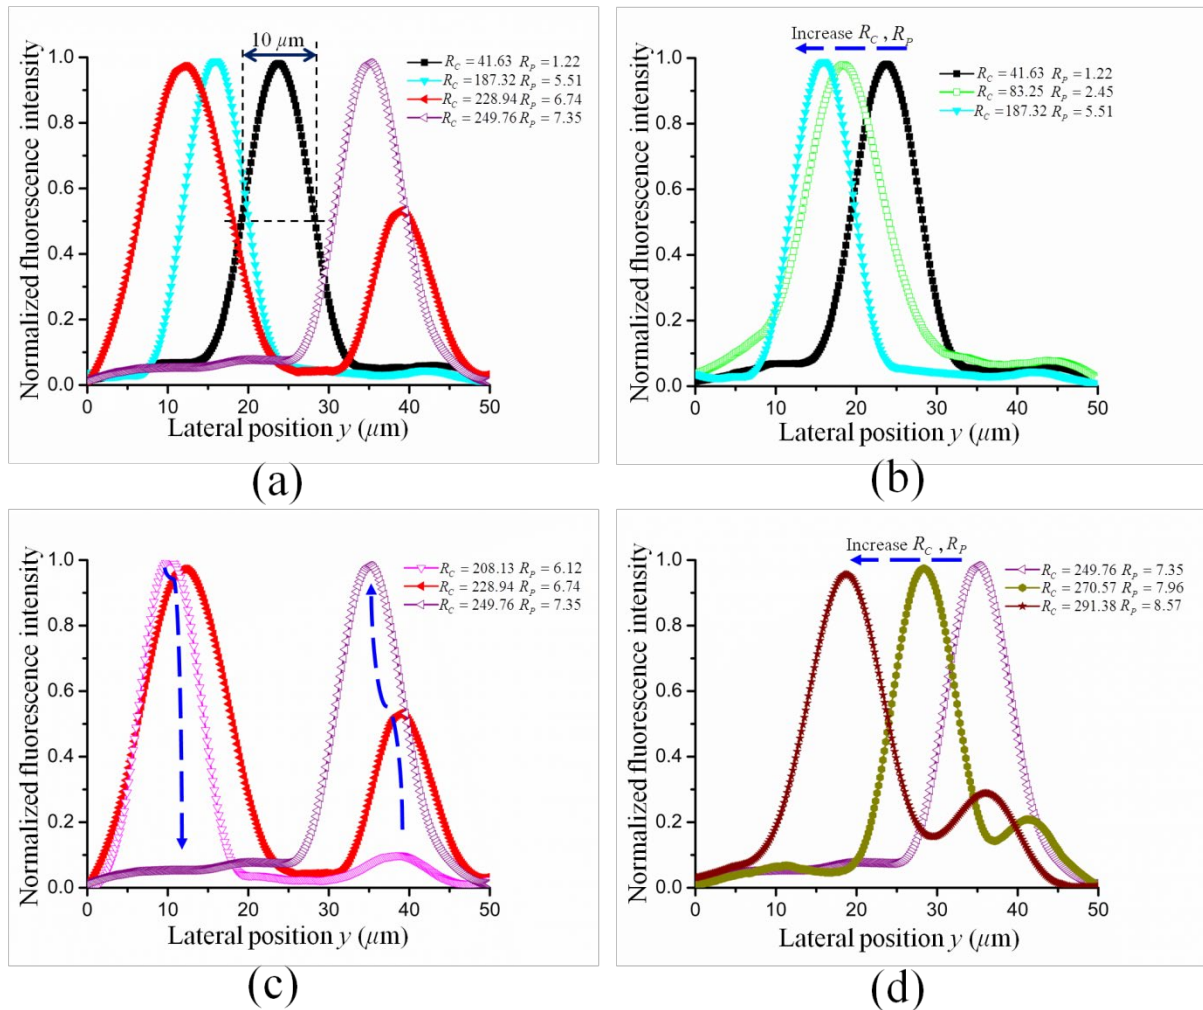 10 μm
R_C = 41.63 R_P = 1.22
R_C = 187.32 R_P = 5.51
R_C = 228.94 R_P = 6.74
R_C = 249.76 R_P = 7.35
Normalized fluorescence intensity
1.0
0.8
0.6
0.4
0.2
0.0
0 10 20 30 40 50
Lateral position y (μm)
(a)
Increase R_C , R_P
R_C = 41.63 R_P = 1.22
R_C = 83.25 R_P = 2.45
R_C = 187.32 R_P = 5.51
Normalized fluorescence intensity
1.0
0.8
0.6
0.4
0.2
0.0
0 10 20 30 40 50
Lateral position y (μm)
(b)
R_C = 208.13 R_P = 6.12
R_C = 228.94 R_P = 6.74
R_C = 249.76 R_P = 7.35
Normalized fluorescence intensity
1.0
0.8
0.6
0.4
0.2
0.0
0 10 20 30 40 50
Lateral position y (μm)
(c)
Increase R_C , R_P
R_C = 249.76 R_P = 7.35
R_C = 270.57 R_P = 7.96
R_C = 291.38 R_P = 8.57
Normalized fluorescence intensity
1.0
0.8
0.6
0.4
0.2
0.0
0 10 20 30 40 50
Lateral position y (μm)
(d)